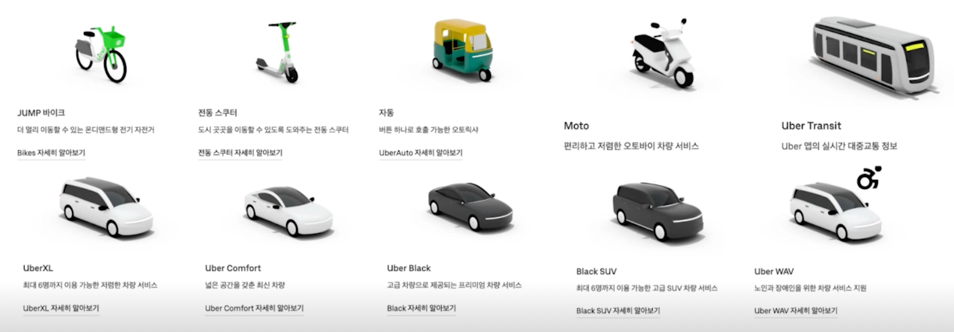 JUMP 바이크
더 멀리 이동할 수 있는 온디맨드형 전기 자전거
Bikes 자세히 알아보기
전동 스쿠터
도시 곳곳을 이동할 수 있도록 도와주는 전동 스쿠터
전동 스쿠터 자세히 알아보기
자동
버튼 하나로 호출 가능한 오토릭샤
UberAuto 자세히 알아보기
Moto
편리하고 저렴한 오토바이 차량 서비스
Uber Transit
Uber 앱의 실시간 대중교통 정보
UberXL
최대 6명까지 이용 가능한 저렴한 차량 서비스
UberXL 자세히 알아보기
Uber Comfort
넓은 공간을 갖춘 최신 차량
Uber Comfort 자세히 알아보기
Uber Black
고급 차량으로 제공되는 프리미엄 차량 서비스
Black 자세히 알아보기
Black SUV
최대 6명까지 이용 가능한 고급 SUV 차량 서비스
Black SUV 자세히 알아보기
Uber WAV
노인과 장애인을 위한 차량 서비스 지원
Uber WAV 자세히 알아보기